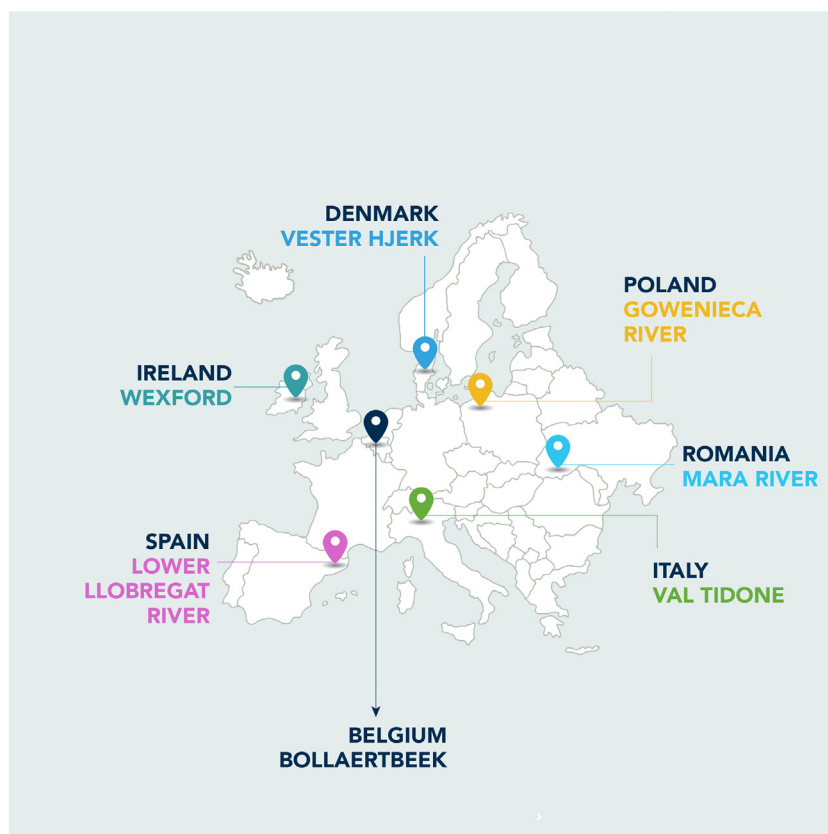 DENMARK
VESTER HJERK
POLAND
GOWENIECA
RIVER
IRELAND
WEXFORD
ROMANIA
MARA RIVER
SPAIN
LOWER
LLOBREGAT
RIVER
ITALY
VAL TIDONE
BELGIUM
BOLLAERTBEEK